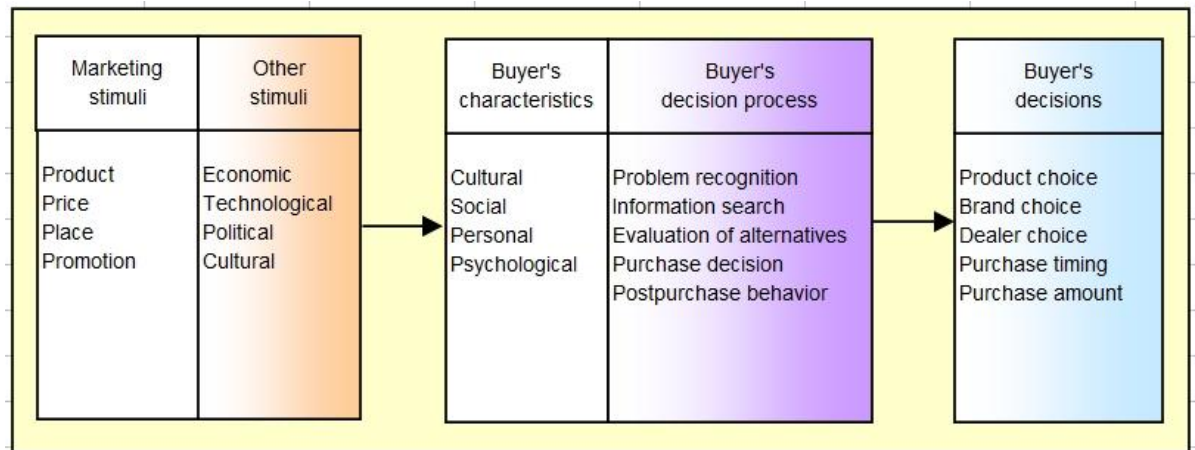 Marketing
stimuli
Other
stimuli
Product
Price
Place
Promotion
Economic
Technological
Political
Cultural
Buyer's
characteristics
Buyer's
decision process
Cultural
Social
Personal
Psychological
Problem recognition
Information search
Evaluation of alternatives
Purchase decision
Postpurchase behavior
Buyer's
decisions
Product choice
Brand choice
Dealer choice
Purchase timing
Purchase amount